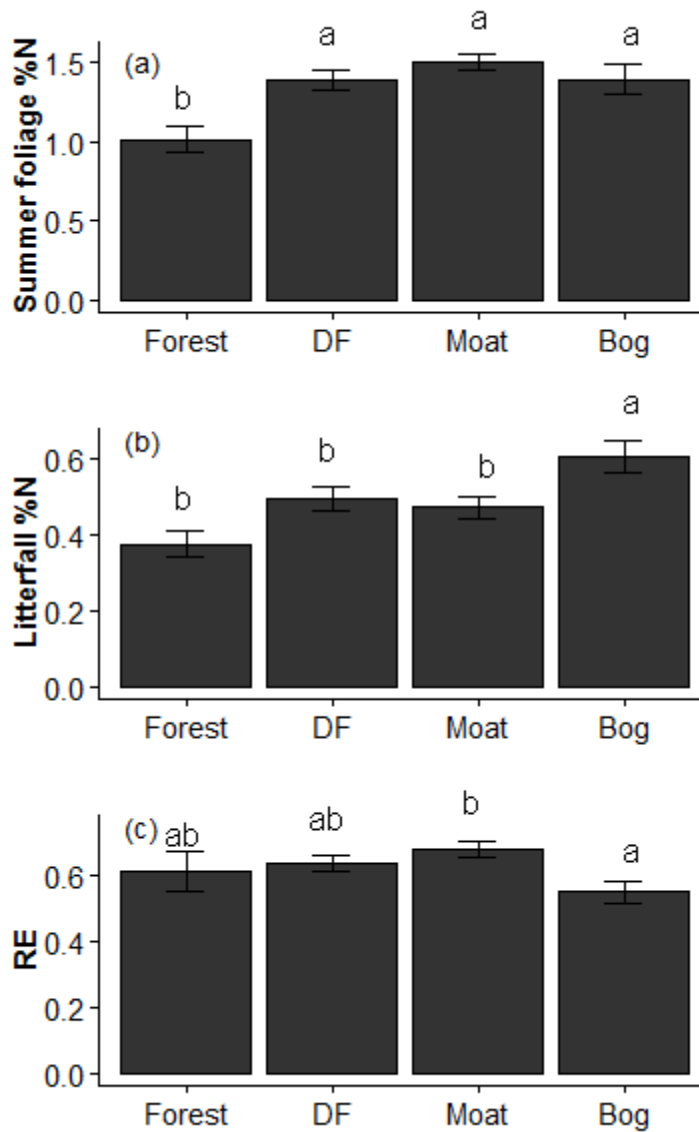 Summer foliage %N
(a)
1.5
1.0
0.5
0.0
b
a
a
a
Forest DF Moat Bog
Litterfall %N
(b)
0.6
0.4
0.2
0.0
b
b
b
a
Forest DF Moat Bog
RE
(c)
0.6
0.4
0.2
0.0
ab
ab
b
a
Forest DF Moat Bog